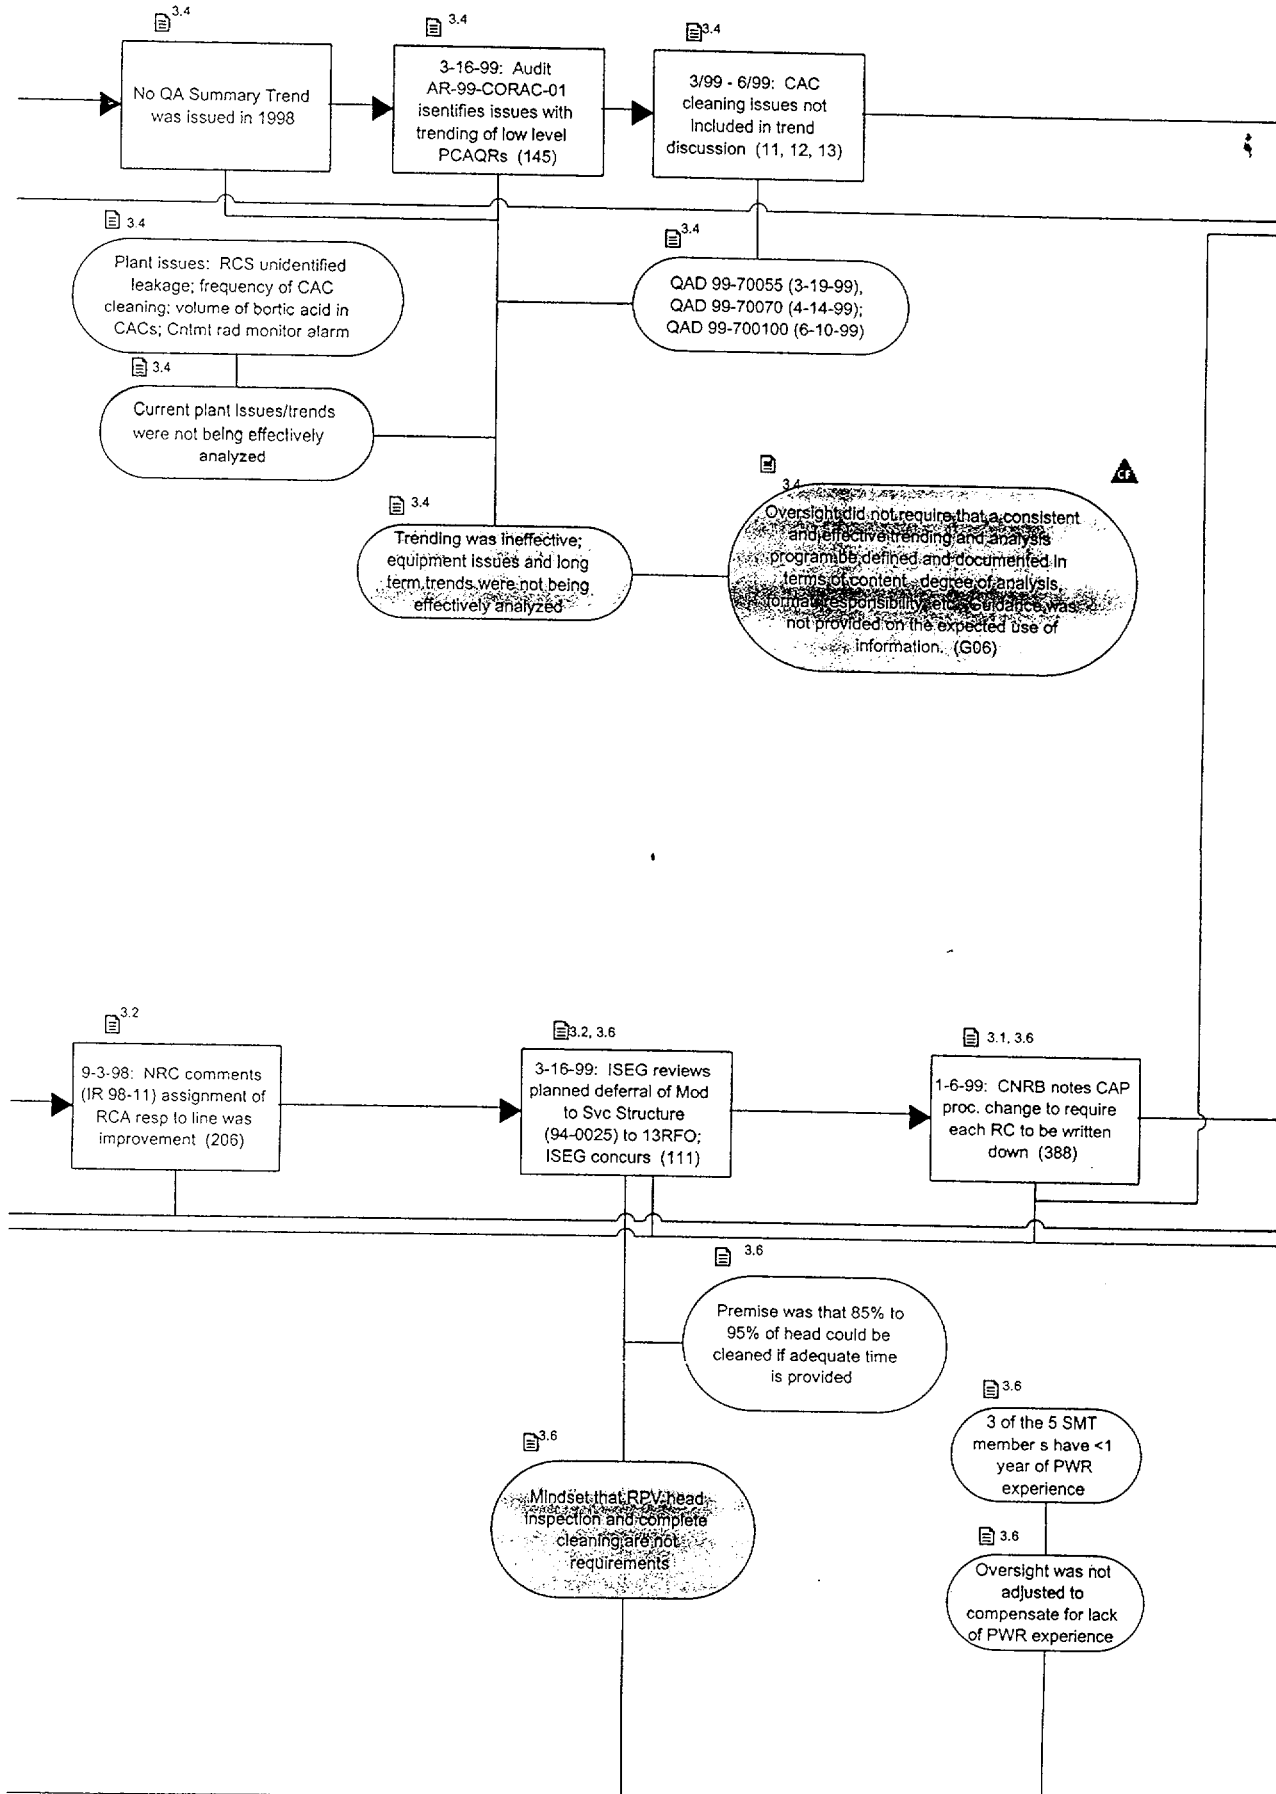 3.4
No QA Summary Trend
was issued in 1998
3.4
3-16-99: Audit
AR-99-CORAC-01
isentifies issues with
trending of low level
PCAQRs (145)
3.4
3/99 - 6/99: CAC
cleaning issues not
Included in trend
discussion (11, 12, 13)
3.4
Plant issues: RCS unidentified
leakage; frequency of CAC
cleaning; volume of bortic acid in
CACs; Cntmt rad monitor alarm
3.4
QAD 99-70055 (3-19-99),
QAD 99-70070 (4-14-99);
QAD 99-700100 (6-10-99)
3.4
Current plant Issues/trends
were not being effectively
analyzed
3.4
Trending was ineffective;
equipment issues and long
term trends were not being
effectively analyzed
3.4
CF
Oversight did not require that a consistent
and effective trending and analysis
program be defined and documented in
terms of content, degree of analysis,
format, responsibility, etc. Guidance was
not provided on the expected use of
information. (G06)
3.2
9-3-98: NRC comments
(IR 98-11) assignment of
RCA resp to line was
improvement (206)
3.2, 3.6
3-16-99: ISEG reviews
planned deferral of Mod
to Svc Structure
(94-0025) to 13RFO;
ISEG concurs (111)
3.1, 3.6
1-6-99: CNRB notes CAP
proc. change to require
each RC to be written
down (388)
3.6
Premise was that 85% to
95% of head could be
cleaned if adequate time
is provided
3.6
Mindset that RPV head
inspection and complete
cleaning are not
requirements
3.6
3 of the 5 SMT
member s have <1
year of PWR
experience
3.6
Oversight was not
adjusted to
compensate for lack
of PWR experience